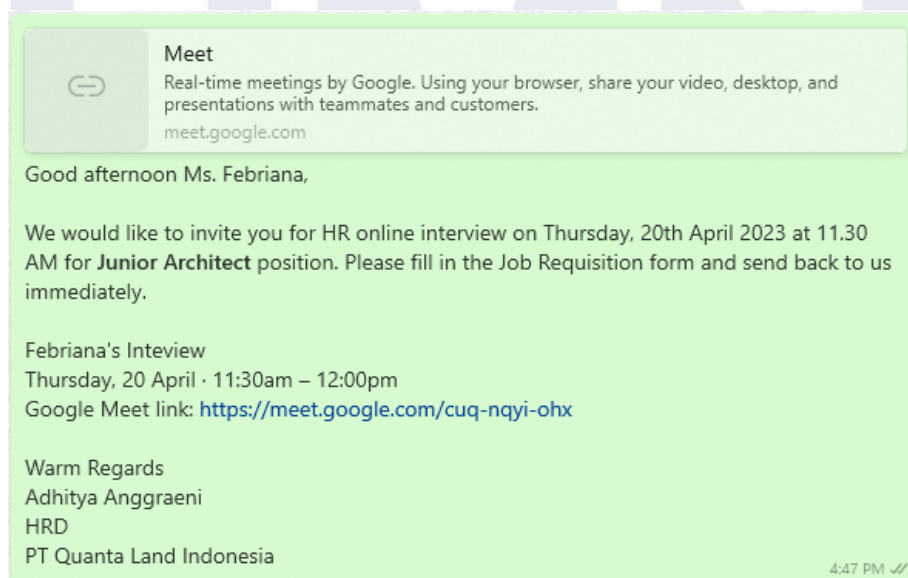 Meet
Real-time meetings by Google. Using your browser, share your video, desktop, and
presentations with teammates and customers.
meet.google.com
Good afternoon Ms. Febriana,
We would like to invite you for HR online interview on Thursday, 20th April 2023 at 11.30
AM for Junior Architect position. Please fill in the Job Requisition form and send back to us
immediately.
Febriana's Inteview
Thursday, 20 April · 11:30am – 12:00pm
Google Meet link: https://meet.google.com/cuq-nqyi-ohx
Warm Regards
Adhitya Anggraeni
HRD
PT Quanta Land Indonesia
4:47 PM